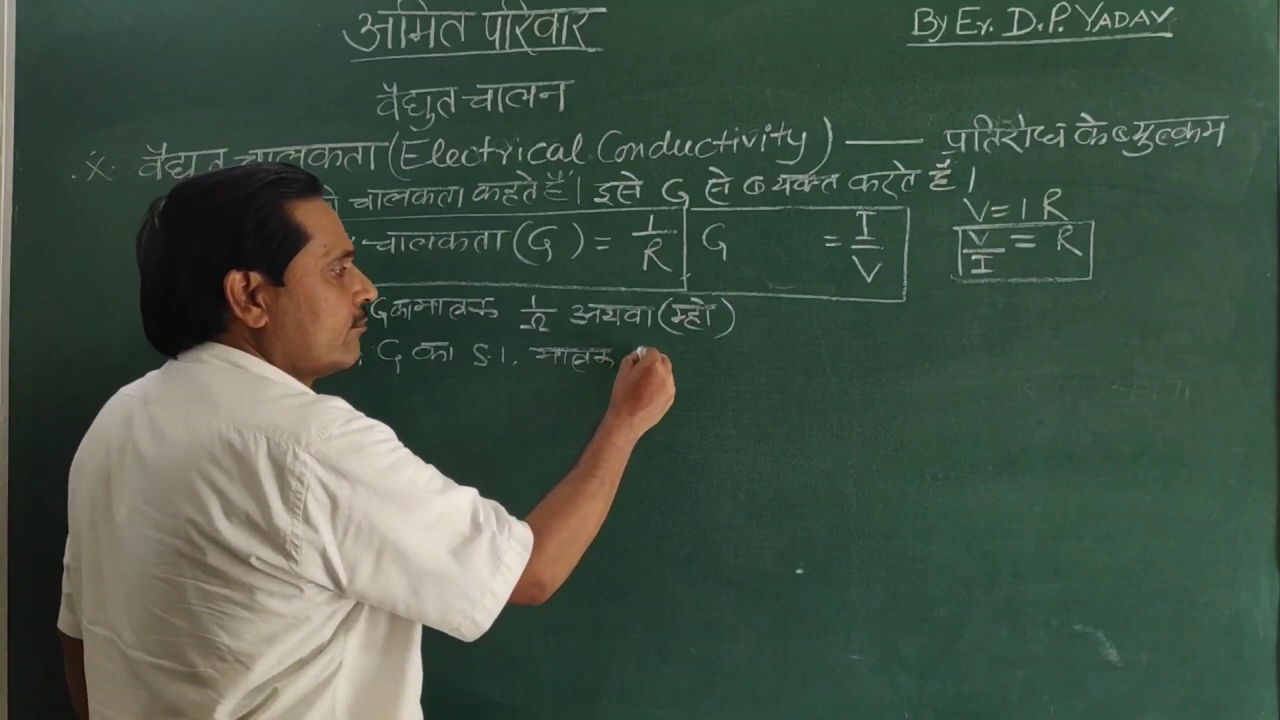 अमित परिवार
By Er. D.P. YADAV
वैद्युत चालन
वैद्युत चालकता (Electrical Conductivity) — प्रतिरोध के व्युत्क्रम
चालकता कहते हैं। इसे G से व्यक्त करते हैं।
V = I R
चालकता (G) = 1/R G = I/V
V/I = R
G का मात्रक 1/Ω अथवा (म्हो)
G का S.I. मात्रक